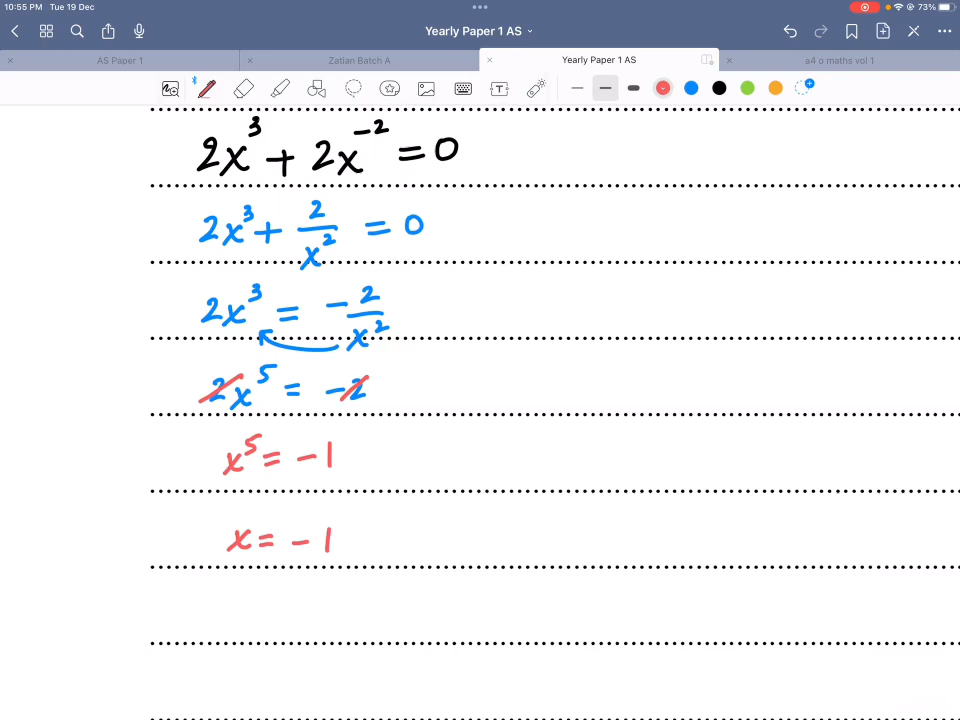 10:55 PM Tue 19 Dec
73%
Yearly Paper 1 AS
AS Paper 1
Zatian Batch A
Yearly Paper 1 AS
a4 o maths vol 1
2x³ + 2x⁻² = 0
2x³ + 2/x² = 0
2x³ = -2/x²
2x⁵ = -2
x⁵ = -1
x = -1